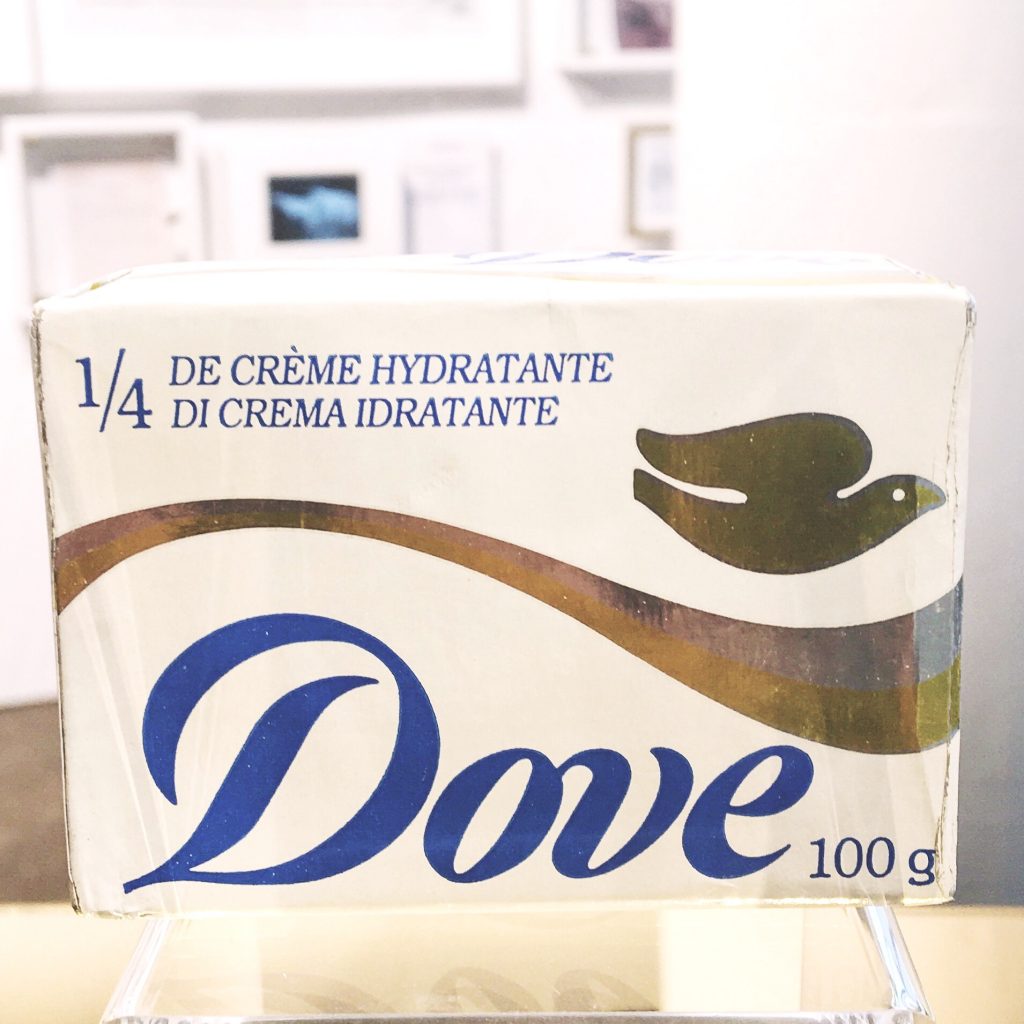 1/4 DE CRÈME HYDRATANTE
DI CREMA IDRATANTE
Dove
100 g